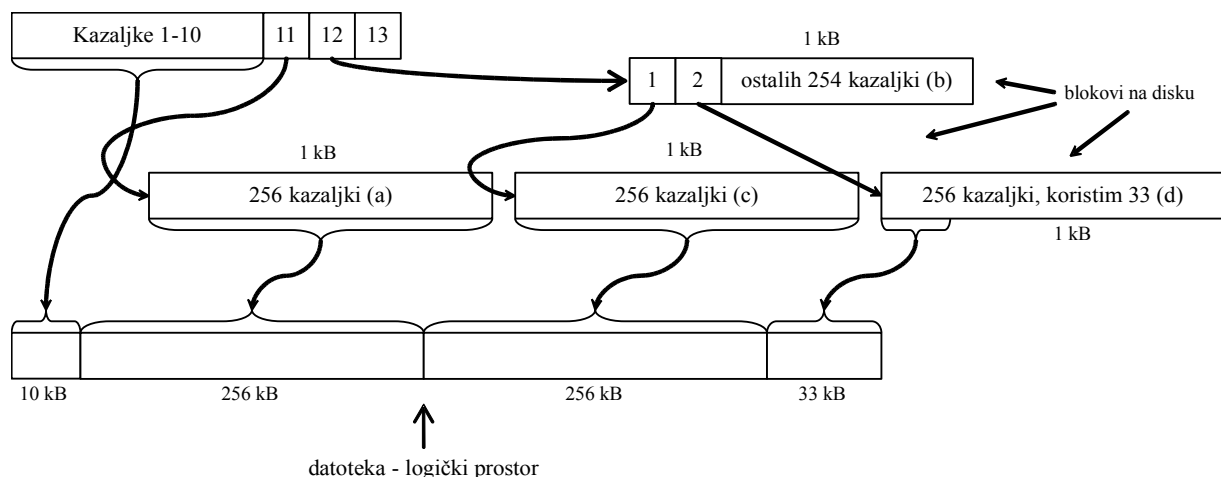 Kazaljke 1-10 11 12 13
1 kB
1 2 ostalih 254 kazaljki (b)
blokovi na disku
1 kB
1 kB
256 kazaljki (a)
256 kazaljki (c)
256 kazaljki, koristim 33 (d)
1 kB
10 kB 256 kB 256 kB 33 kB
datoteka - logički prostor